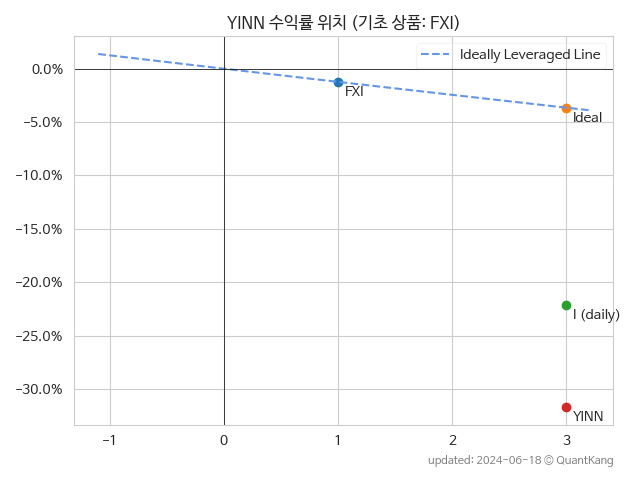 YINN 수익률 위치 (기초 상품: FXI)
Ideally Leveraged Line
0.0%
−5.0%
−10.0%
−15.0%
−20.0%
−25.0%
−30.0%
FXI
Ideal
I (daily)
YINN
−1
0
1
2
3
updated: 2024-06-18 © QuantKang